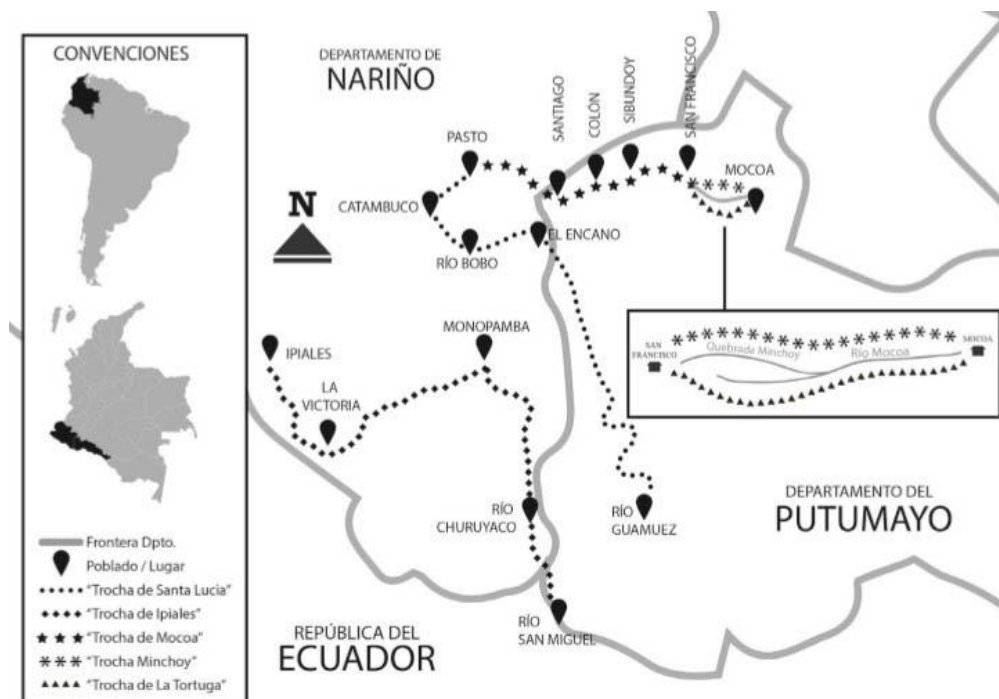 CONVENCIONES
Frontera Dpto.
Poblado / Lugar
"Trocha de Santa Lucia"
"Trocha de Ipiales"
"Trocha de Mocoa"
"Trocha Minchoy"
"Trocha de La Tortuga"
DEPARTAMENTO DE
NARIÑO
SANTIAGO
COLÓN
SIBUNDOY
SAN FRANCISCO
PASTO
MOCOA
N
CATAMBUCO
RÍO BOBO
EL ENCANO
MONOPAMBA
IPIALES
LA
VICTORIA
SAN
FRANCISCO
Quebrada Minchoy
Río Mocoa
MOCOA
RÍO
CHURUYACO
RÍO
GUAMUEZ
DEPARTAMENTO DEL
PUTUMAYO
RÍO
SAN MIGUEL
REPÚBLICA DEL
ECUADOR